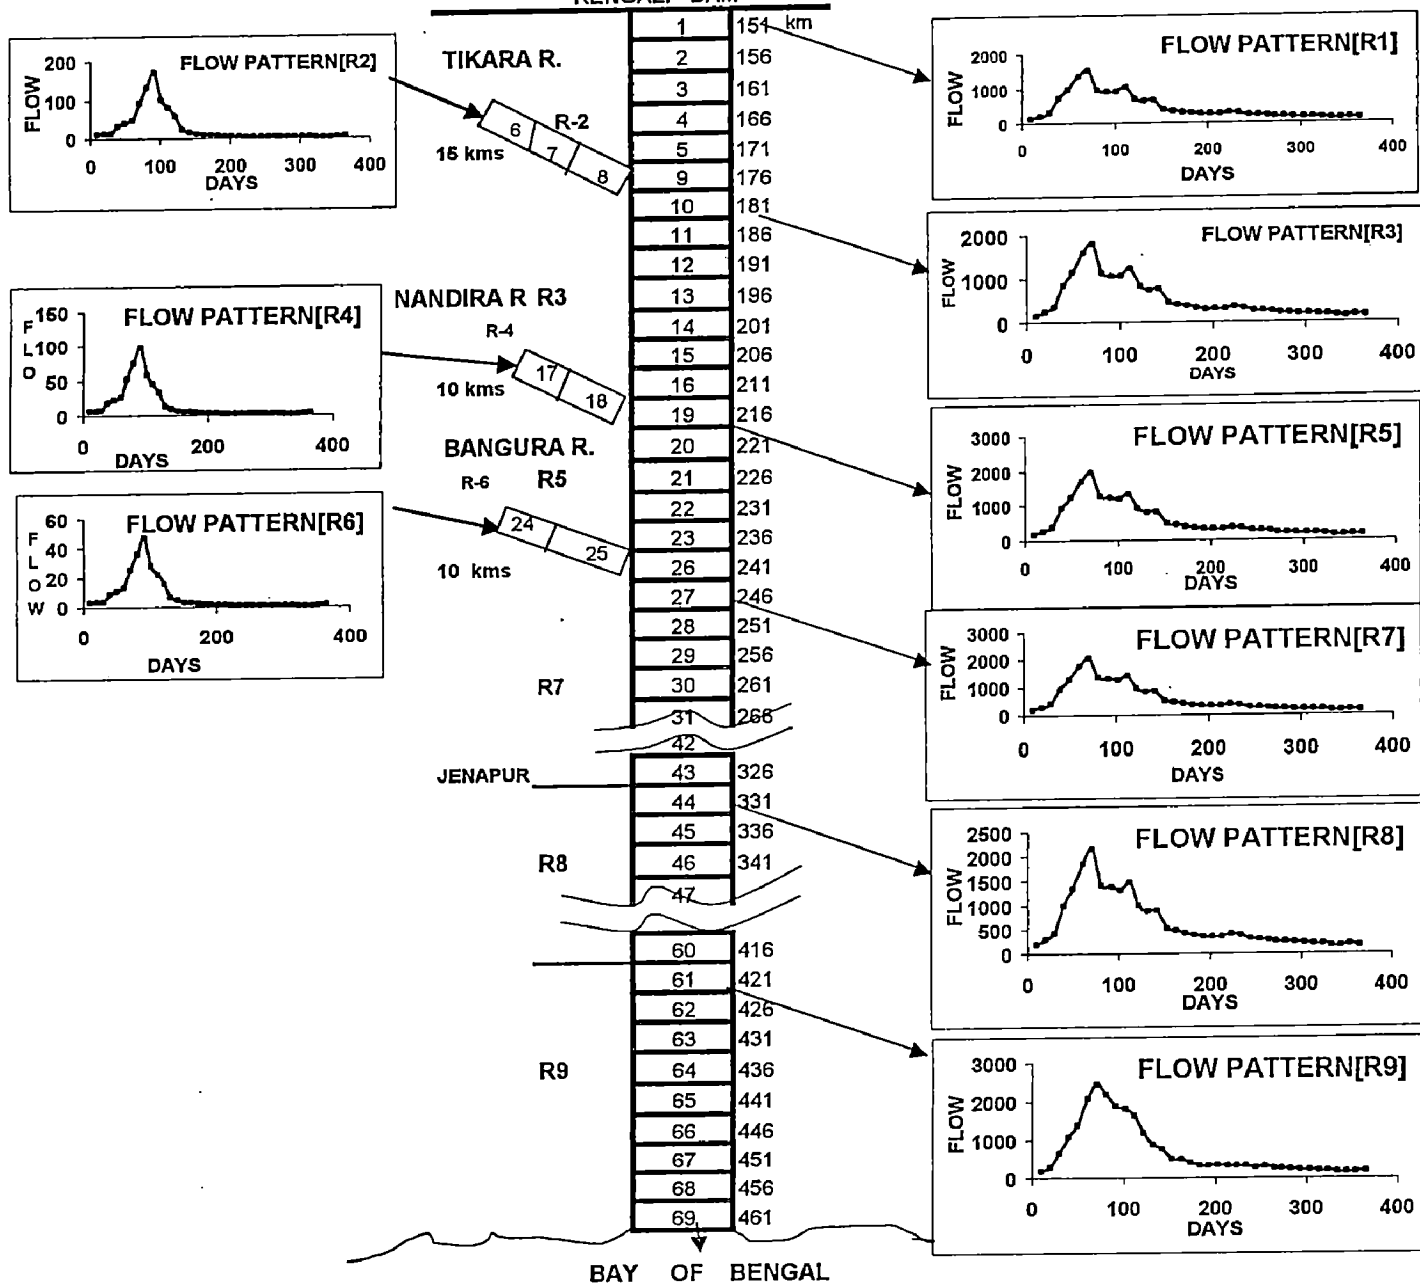 1 151 km
2 156
3 161
4 166
5 171
9 176
10 181
11 186
12 191
13 196
14 201
15 206
16 211
19 216
20 221
21 226
22 231
23 236
26 241
27 246
28 251
29 256
30 261
31 266
42
43 326
44 331
45 336
46 341
47
60 416
61 421
62 426
63 431
64 436
65 441
66 446
67 451
68 456
69 461
BAY OF BENGAL
TIKARA R.
R-2
6 7 8
15 kms
NANDIRA R R3
R-4
17 18
10 kms
BANGURA R.
R-6 R5
24 25
10 kms
R7
JENAPUR
R8
R9
FLOW PATTERN[R2]
FLOW
200
100
0
0 100 200 300 400
DAYS
FLOW PATTERN[R4]
F L O
150
100
50
0
0 200 400
DAYS
FLOW PATTERN[R6]
F L O W
60
40
20
0
0 200 400
DAYS
FLOW PATTERN[R1]
FLOW
2000
1000
0
0 100 200 300 400
DAYS
FLOW PATTERN[R3]
FLOW
2000
1000
0
0 100 200 300 400
DAYS
FLOW PATTERN[R5]
FLOW
3000
2000
1000
0
0 100 200 300 400
DAYS
FLOW PATTERN[R7]
FLOW
3000
2000
1000
0
0 100 200 300 400
DAYS
FLOW PATTERN[R8]
FLOW
2500
2000
1500
1000
500
0
0 100 200 300 400
DAYS
FLOW PATTERN[R9]
FLOW
3000
2000
1000
0
0 100 200 300 400
DAYS